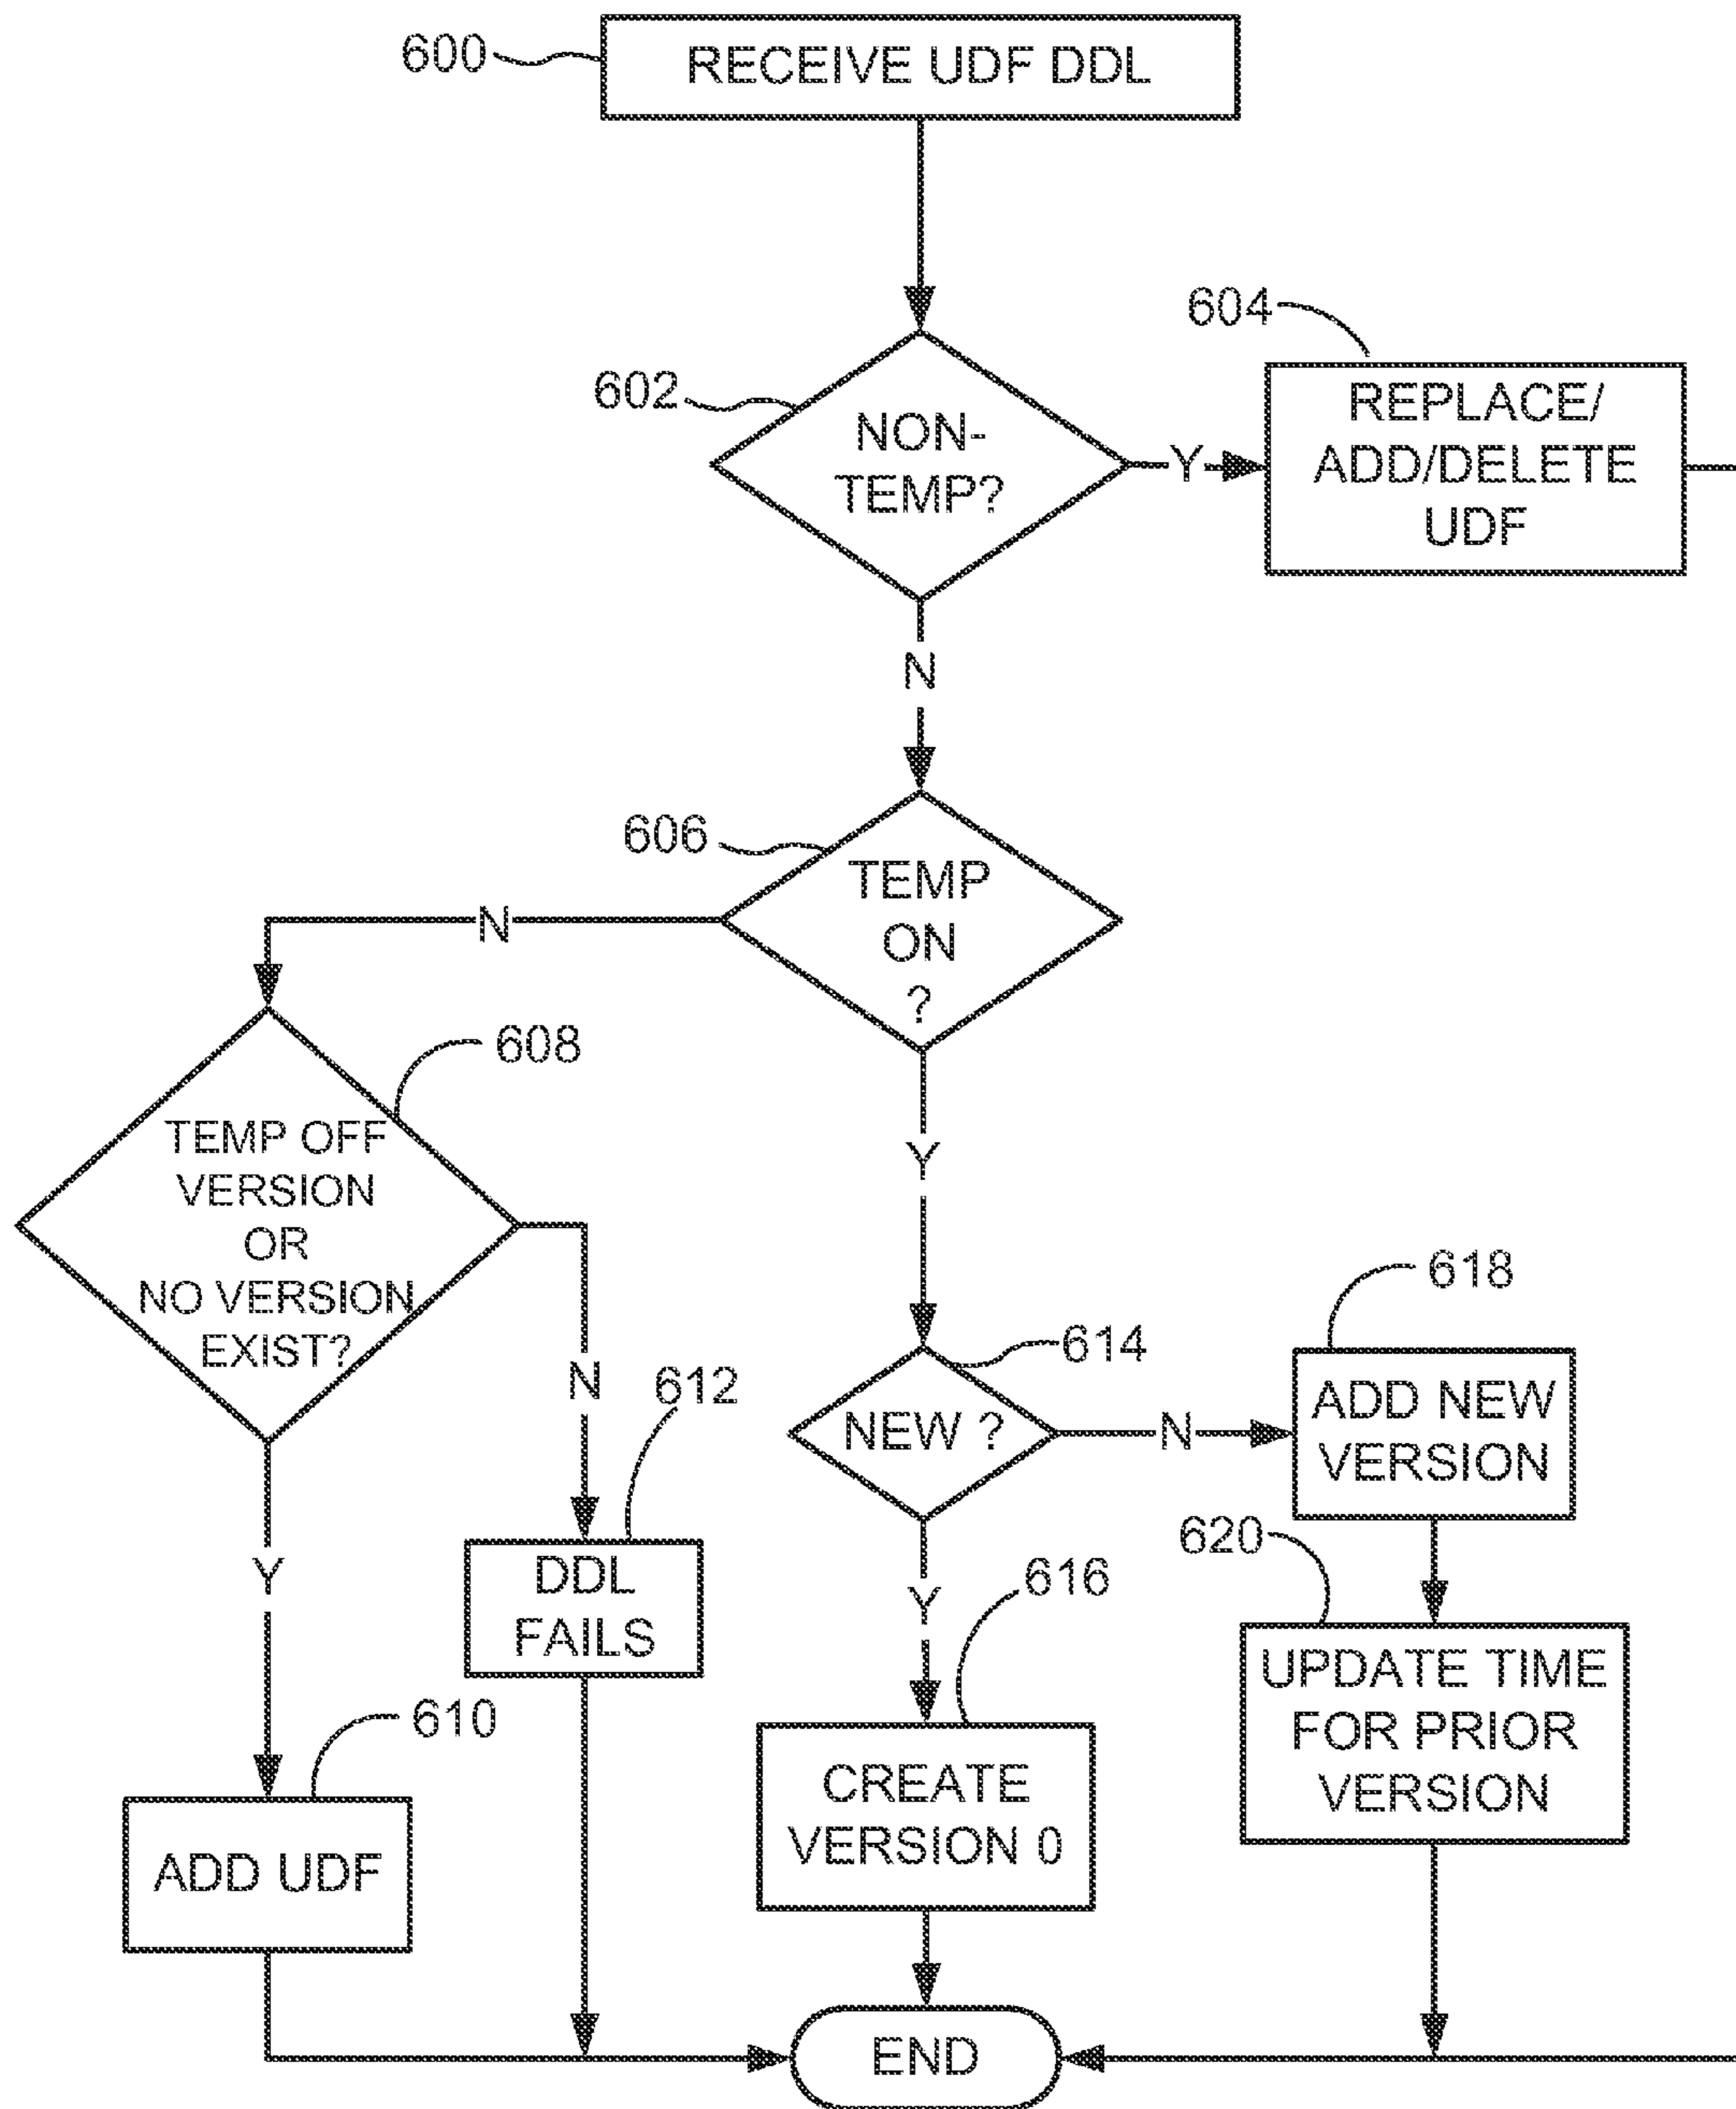 600
RECEIVE UDF DDL
604
602
NON-
TEMP?
Y
REPLACE/
ADD/DELETE
UDF
N
606
TEMP
ON
?
N
608
TEMP OFF
VERSION
OR
NO VERSION
EXIST?
Y
618
614
NEW ?
N
ADD NEW
VERSION
N
612
620
616
Y
Y
DDL
FAILS
UPDATE TIME
FOR PRIOR
VERSION
610
CREATE
VERSION 0
ADD UDF
END